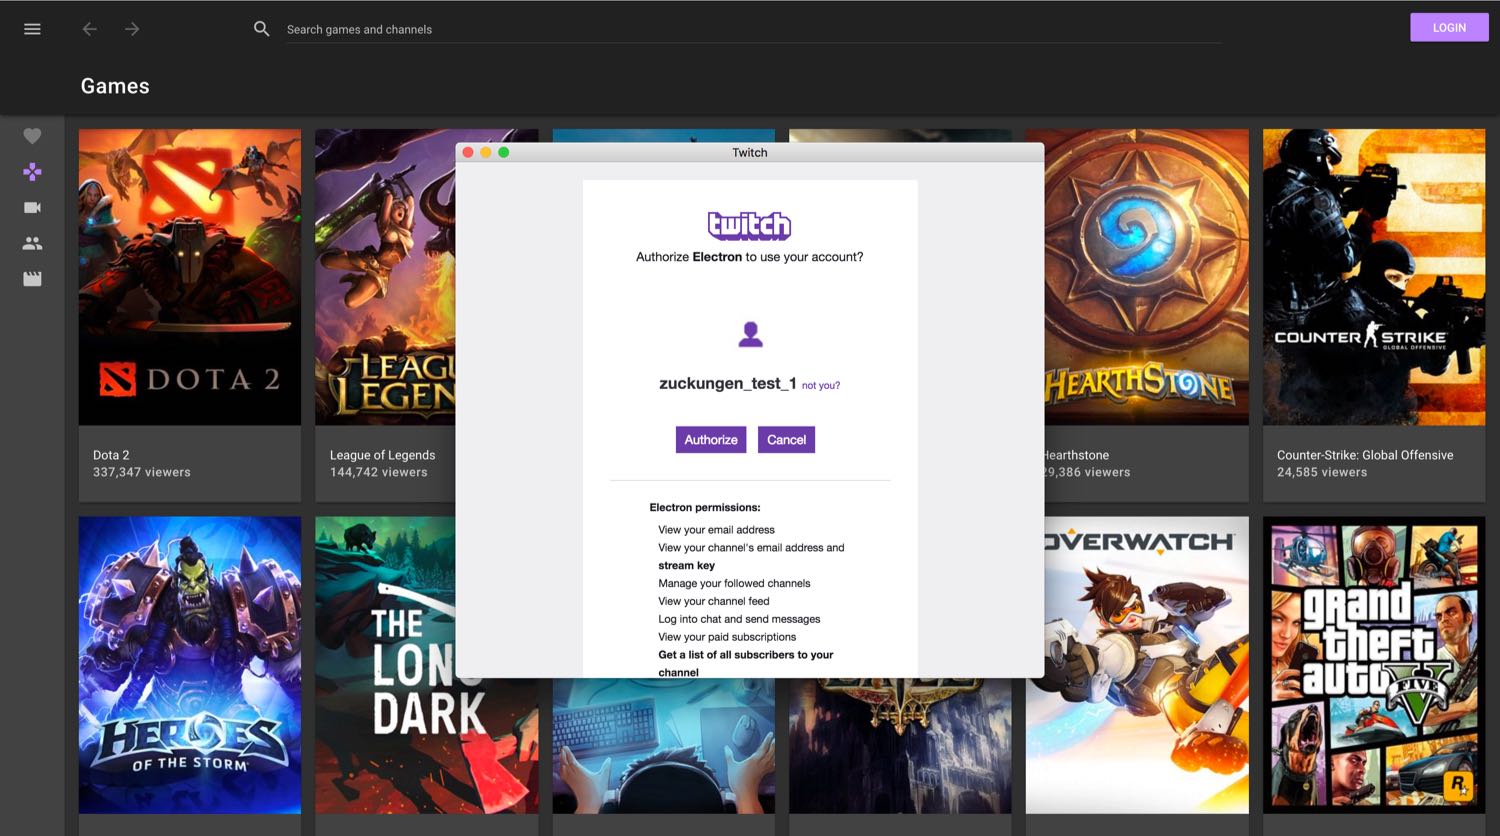 Search games and channels
LOGIN
Games
Twitch
twitch
Authorize Electron to use your account?
zuckungen_test_1 not you?
Authorize Cancel
Electron permissions:
View your email address
View your channel's email address and
stream key
Manage your followed channels
View your channel feed
Log into chat and send messages
View your paid subscriptions
Get a list of all subscribers to your
channel
DOTA 2
LEAGU
LEGEN
HEARTHSTONE
COUNTER STRIKE
GLOBAL OFFENSIVE
Dota 2
337,347 viewers
League of Legends
144,742 viewers
Hearthstone
29,386 viewers
Counter-Strike: Global Offensive
24,585 viewers
HEROES
OF THE STORM
THE
LONG
DARK
OVERWATCH
grand
theft
auto
V
FIVE
R